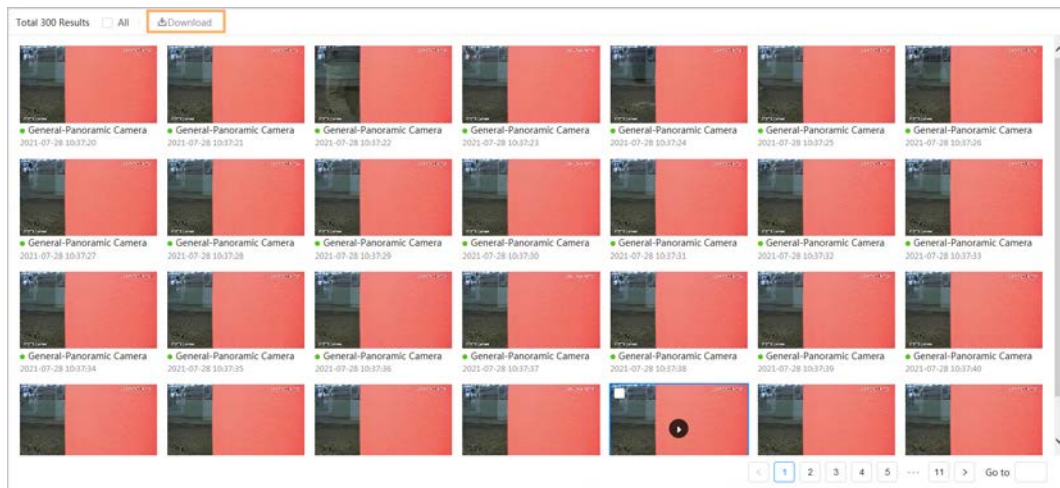 Total 300 Results All Download
General-Panoramic Camera General-Panoramic Camera General-Panoramic Camera General-Panoramic Camera General-Panoramic Camera General-Panoramic Camera General-Panoramic Camera
2021-07-28 10:37:20 2021-07-28 10:37:21 2021-07-28 10:37:22 2021-07-28 10:37:23 2021-07-28 10:37:24 2021-07-28 10:37:25 2021-07-28 10:37:26
General-Panoramic Camera General-Panoramic Camera General-Panoramic Camera General-Panoramic Camera General-Panoramic Camera General-Panoramic Camera General-Panoramic Camera
2021-07-28 10:37:27 2021-07-28 10:37:28 2021-07-28 10:37:29 2021-07-28 10:37:30 2021-07-28 10:37:31 2021-07-28 10:37:32 2021-07-28 10:37:33
General-Panoramic Camera General-Panoramic Camera General-Panoramic Camera General-Panoramic Camera General-Panoramic Camera General-Panoramic Camera General-Panoramic Camera
2021-07-28 10:37:34 2021-07-28 10:37:35 2021-07-28 10:37:36 2021-07-28 10:37:37 2021-07-28 10:37:38 2021-07-28 10:37:39 2021-07-28 10:37:40
< 1 2 3 4 5 ··· 11 > Go to